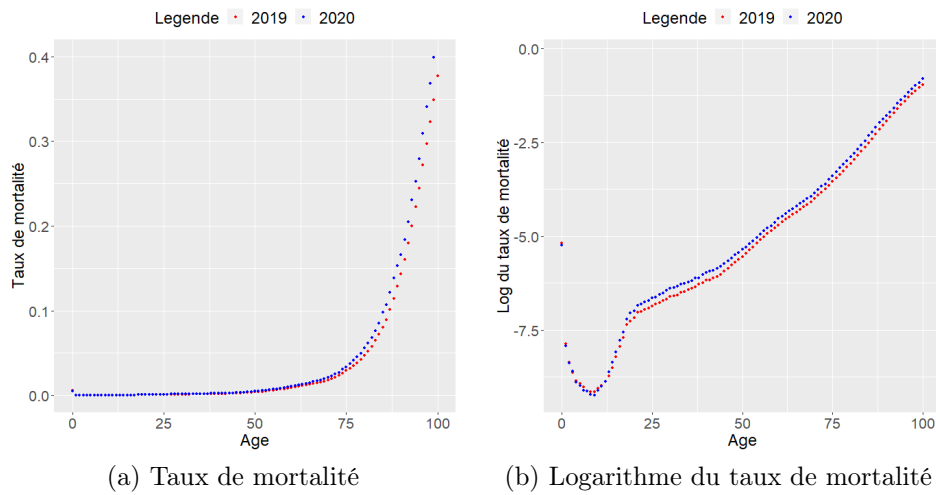 Legende 2019 2020
Taux de mortalité
0.4
0.3
0.2
0.1
0.0
0 25 50 75 100
Age
(a) Taux de mortalité
Legende 2019 2020
Log du taux de mortalité
0.0
-2.5
-5.0
-7.5
0 25 50 75 100
Age
(b) Logarithme du taux de mortalité